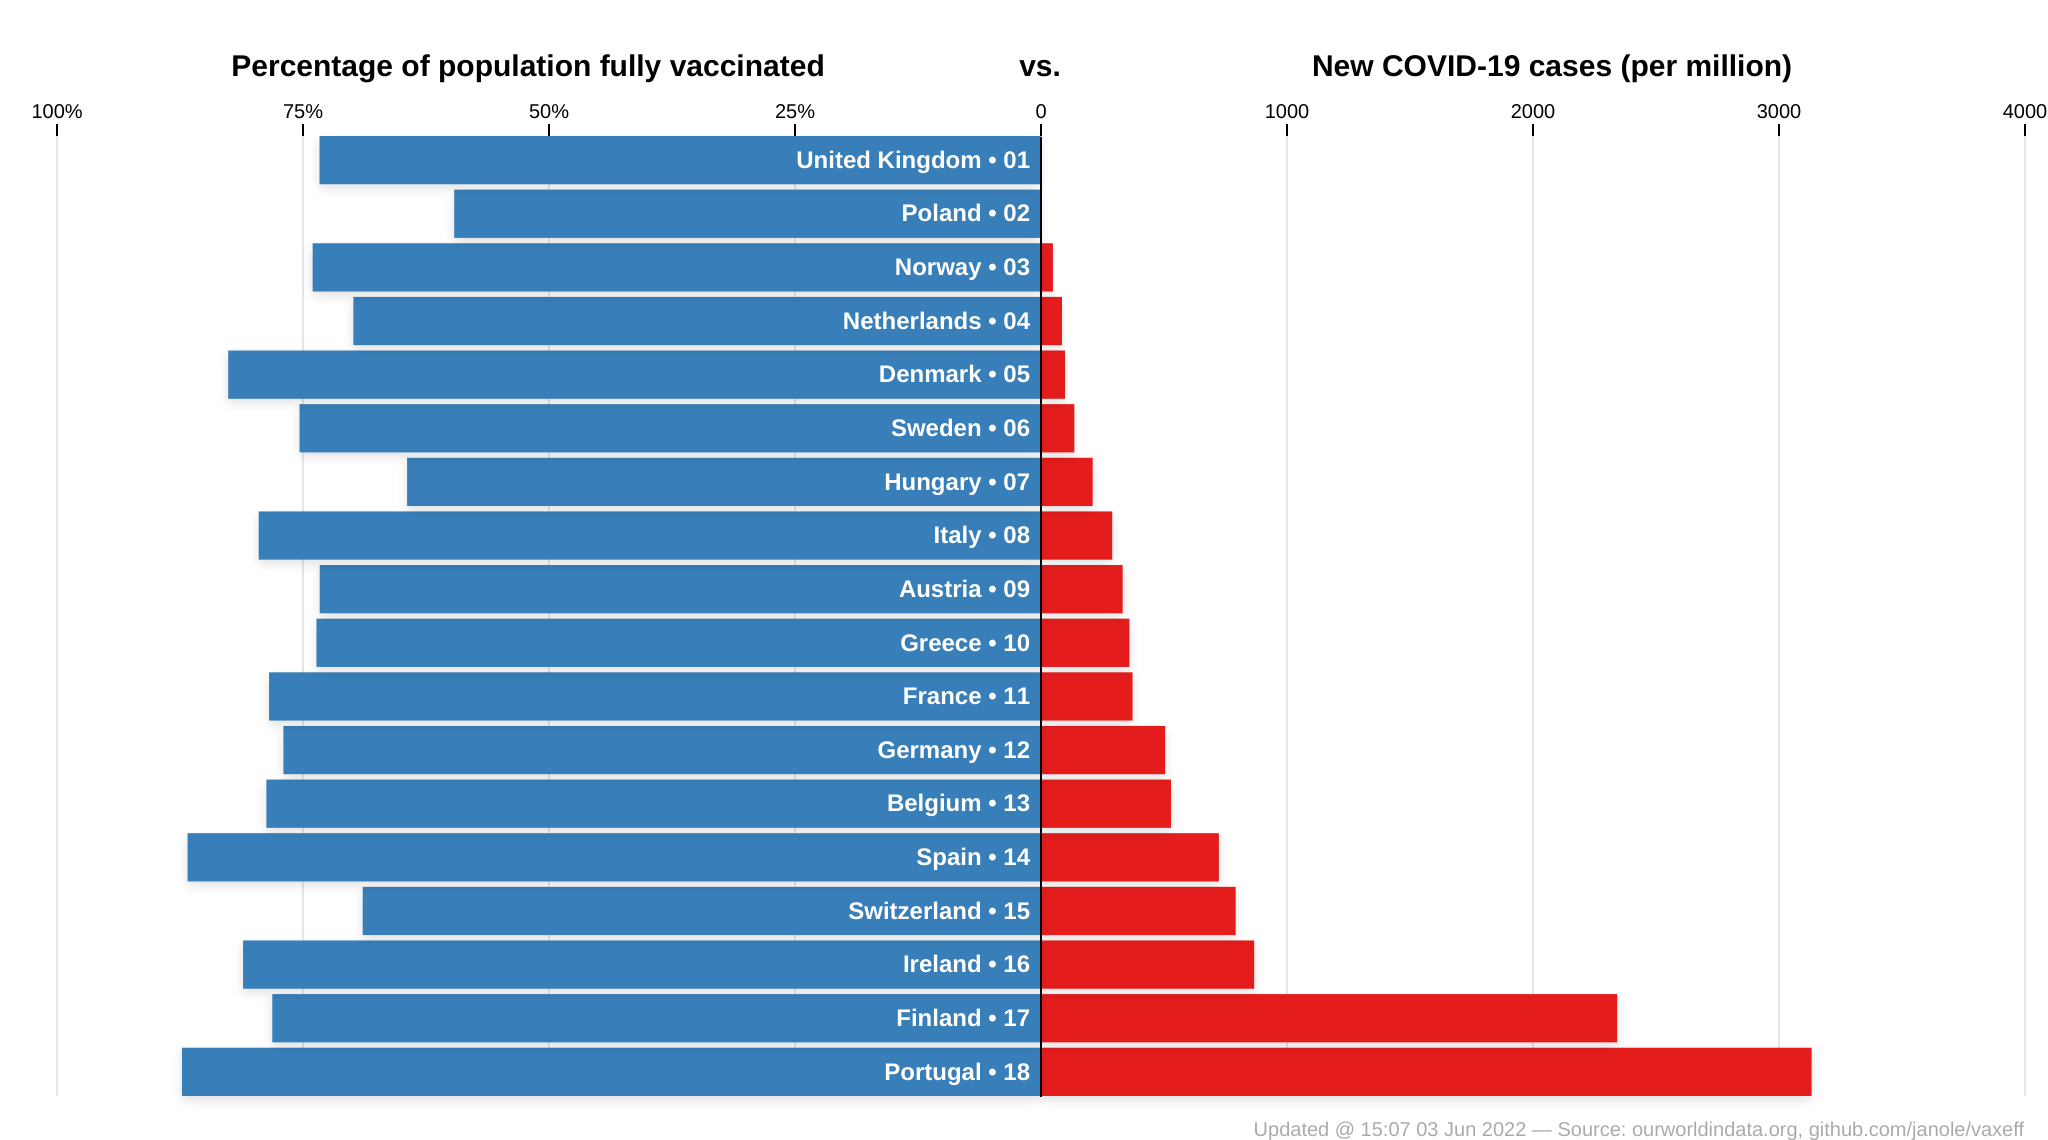 Percentage of population fully vaccinated vs. New COVID-19 cases (per million)
100% 75% 50% 25% 0 1000 2000 3000 4000
United Kingdom • 01
Poland • 02
Norway • 03
Netherlands • 04
Denmark • 05
Sweden • 06
Hungary • 07
Italy • 08
Austria • 09
Greece • 10
France • 11
Germany • 12
Belgium • 13
Spain • 14
Switzerland • 15
Ireland • 16
Finland • 17
Portugal • 18
Updated @ 15:07 03 Jun 2022 — Source: ourworldindata.org, github.com/janole/vaxeff